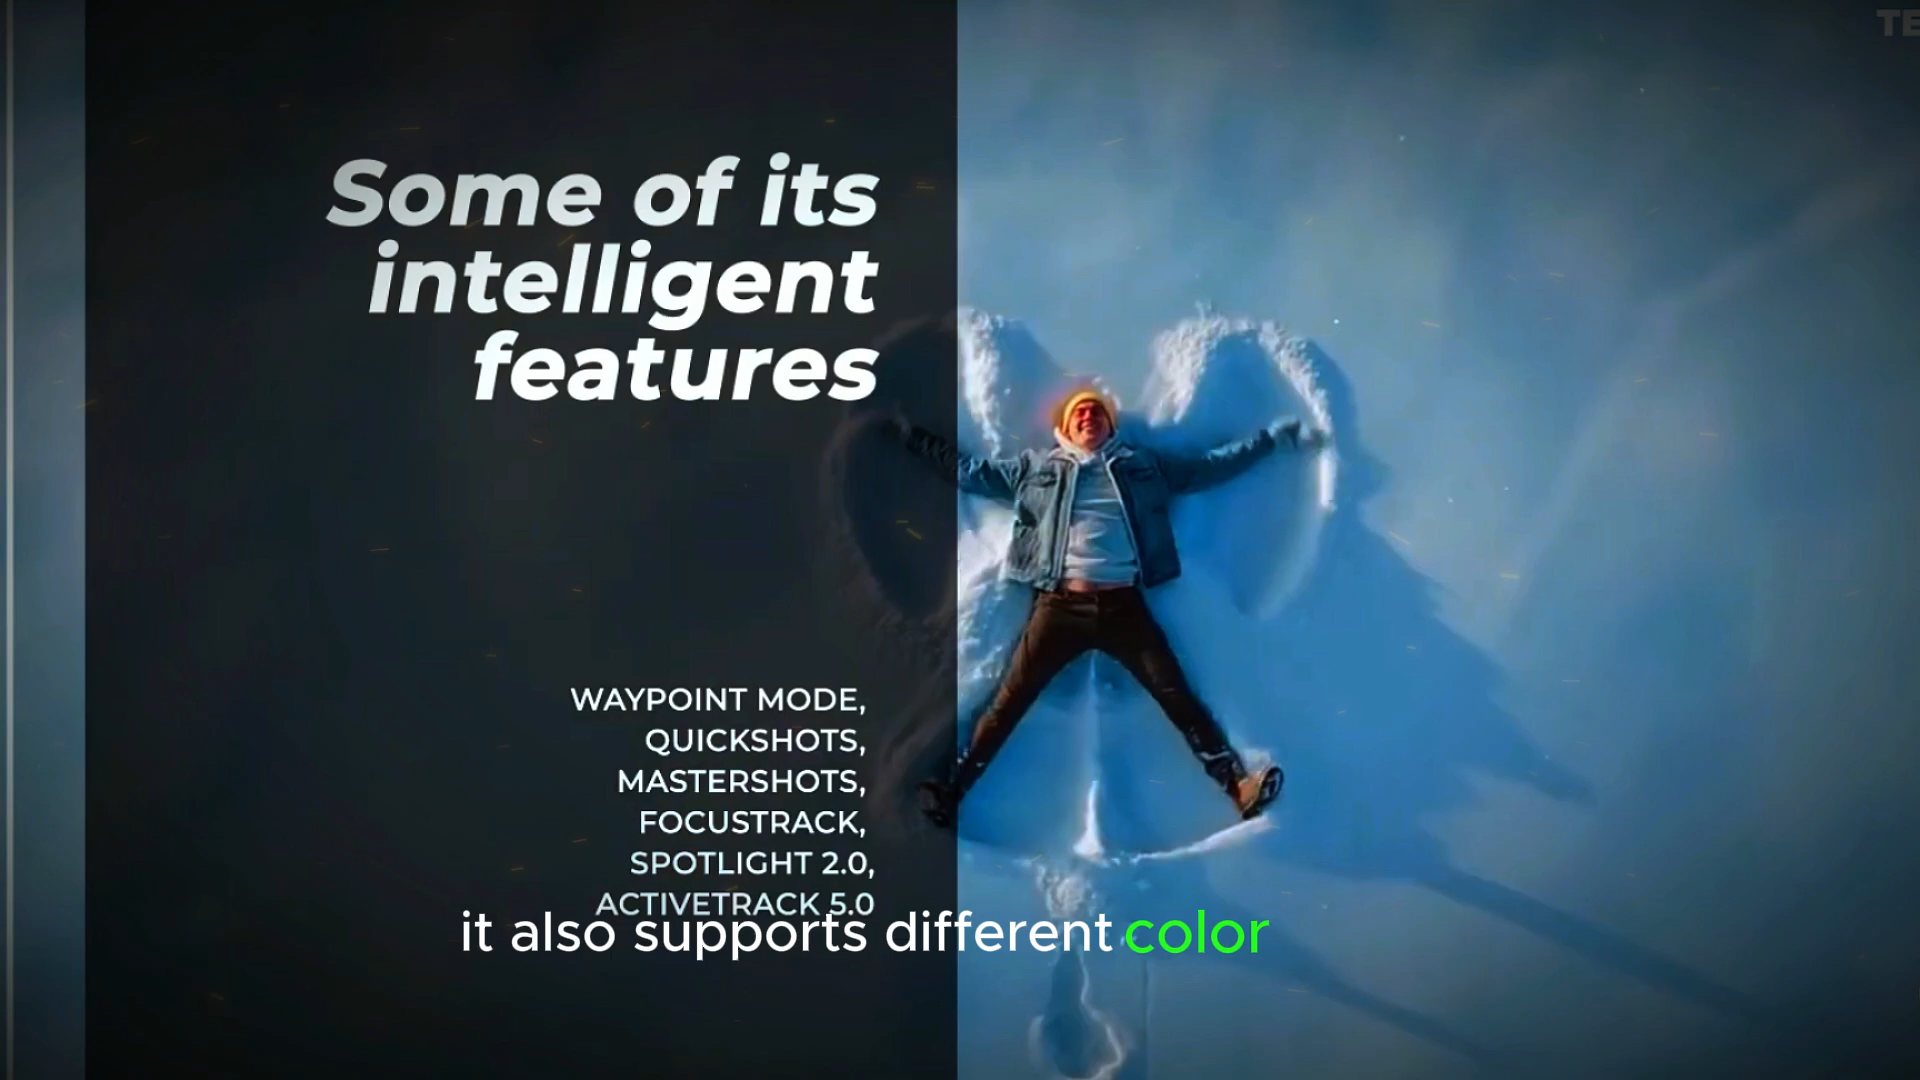 Some of its
intelligent
features
WAYPOINT MODE,
QUICKSHOTS,
MASTERSHOTS,
FOCUSTRACK,
SPOTLIGHT 2.0,
ACTIVETRACK 5.0
it also supports different color